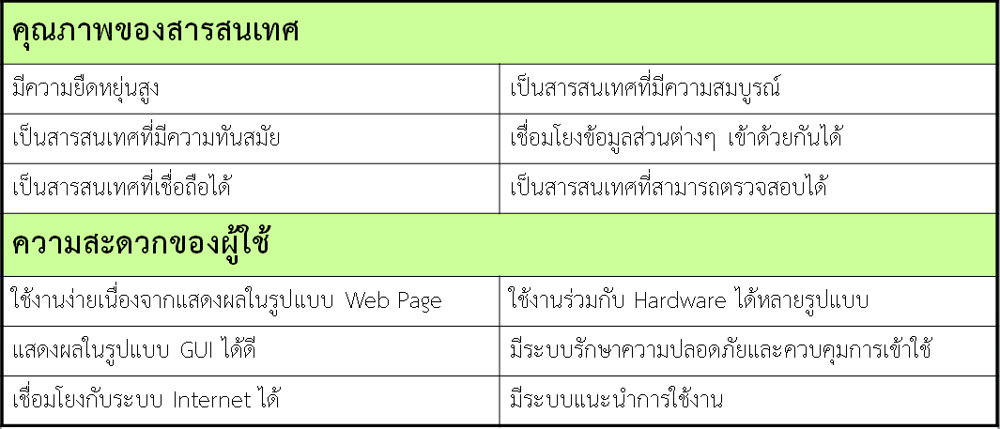 คุณภาพของสารสนเทศ
มีความยืดหยุ่นสูง
เป็นสารสนเทศที่มีความสมบูรณ์
เป็นสารสนเทศที่มีความทันสมัย
เชื่อมโยงข้อมูลส่วนต่างๆ เข้าด้วยกันได้
เป็นสารสนเทศที่เชื่อถือได้
เป็นสารสนเทศที่สามารถตรวจสอบได้
ความสะดวกของผู้ใช้
ใช้งานง่ายเนื่องจากแสดงผลในรูปแบบ Web Page
ใช้งานร่วมกับ Hardware ได้หลายรูปแบบ
แสดงผลในรูปแบบ GUI ได้ดี
มีระบบรักษาความปลอดภัยและควบคุมการเข้าใช้
เชื่อมโยงกับระบบ Internet ได้
มีระบบแนะนำการใช้งาน